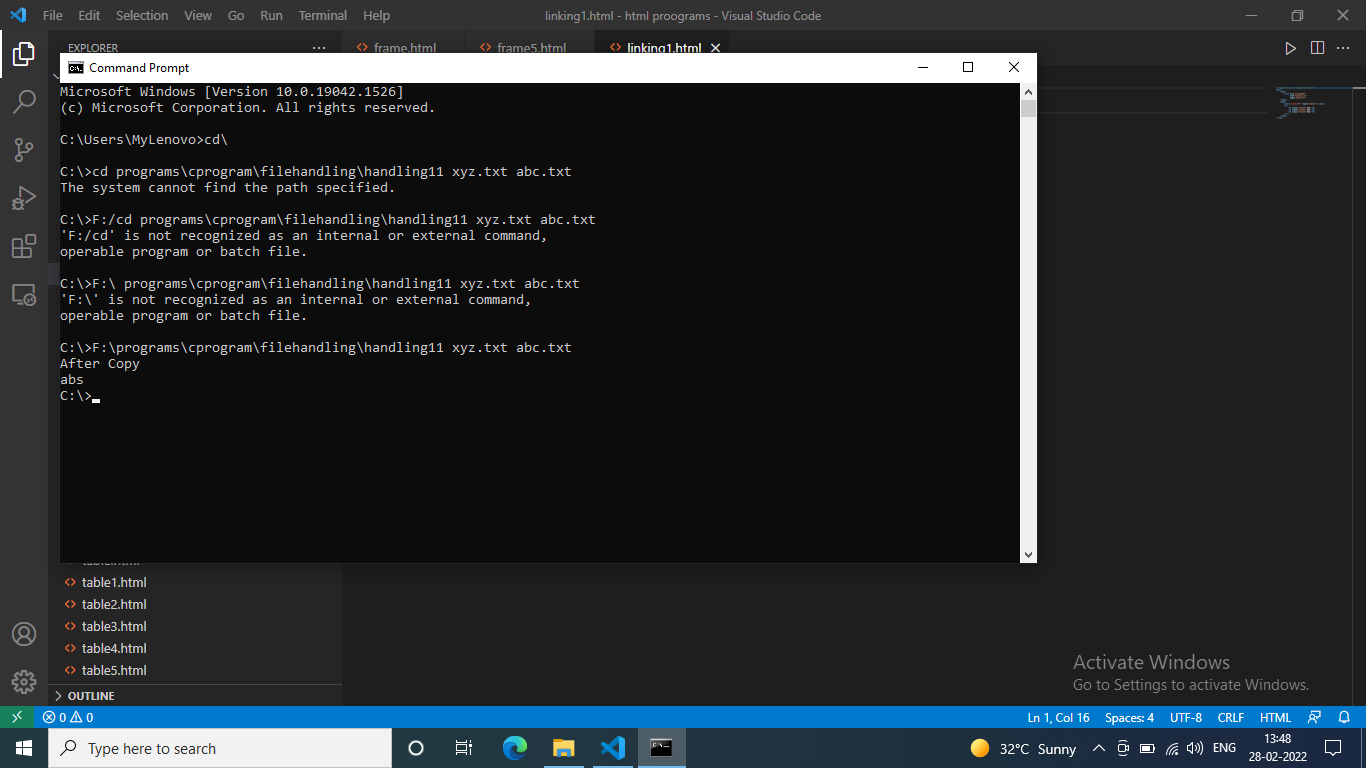 File Edit Selection View Go Run Terminal Help
linking1.html - html proograms - Visual Studio Code
EXPLORER
frame.html frame5.html linking1.html
Command Prompt
Microsoft Windows [Version 10.0.19042.1526]
(c) Microsoft Corporation. All rights reserved.
C:\Users\MyLenovo>cd\
C:\>cd programs\cprogram\filehandling\handling11 xyz.txt abc.txt
The system cannot find the path specified.
C:\>F:/cd programs\cprogram\filehandling\handling11 xyz.txt abc.txt
'F:/cd' is not recognized as an internal or external command,
operable program or batch file.
C:\>F:\ programs\cprogram\filehandling\handling11 xyz.txt abc.txt
'F:\' is not recognized as an internal or external command,
operable program or batch file.
C:\>F:\programs\cprogram\filehandling\handling11 xyz.txt abc.txt
After Copy
abs
C:\>
table1.html
table2.html
table3.html
table4.html
table5.html
OUTLINE
Activate Windows
Go to Settings to activate Windows.
0 0
Ln 1, Col 16 Spaces: 4 UTF-8 CRLF HTML
Type here to search
32°C Sunny
ENG
13:48
28-02-2022